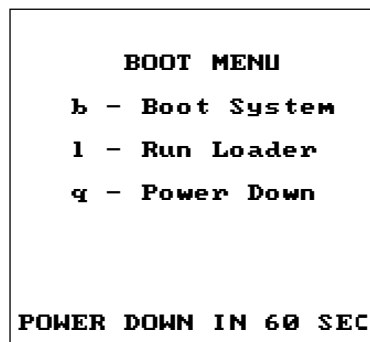 BOOT MENU
b - Boot System
l - Run Loader
q - Power Down
POWER DOWN IN 60 SEC